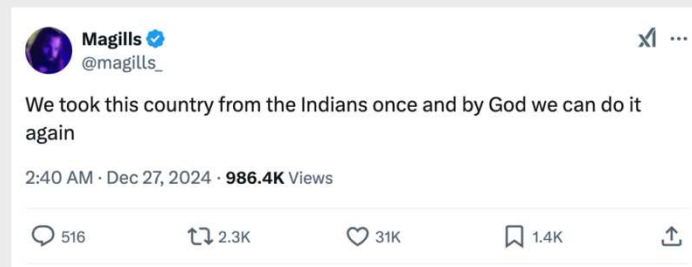 Magills
@magills_
We took this country from the Indians once and by God we can do it
again
2:40 AM · Dec 27, 2024 · 986.4K Views
516 2.3K 31K 1.4K